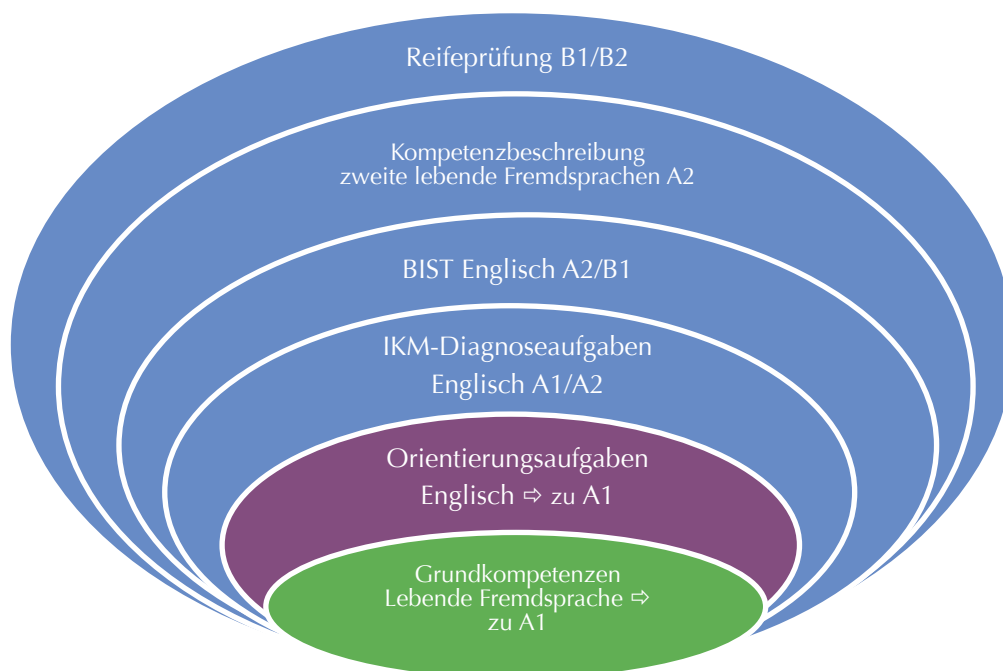 Reifeprüfung B1/B2
Kompetenzbeschreibung
zweite lebende Fremdsprachen A2
BIST Englisch A2/B1
IKM-Diagnoseaufgaben
Englisch A1/A2
Orientierungsaufgaben
Englisch ⇨ zu A1
Grundkompetenzen
Lebende Fremdsprache ⇨
zu A1